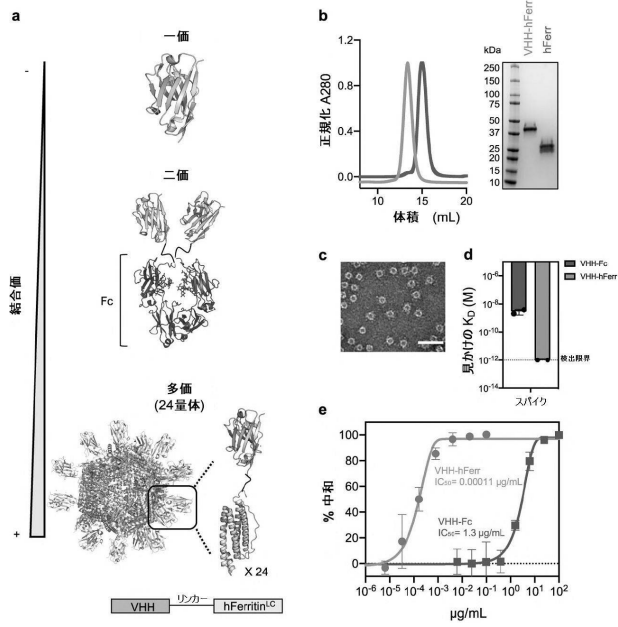 a
一価
-
二価
Fc
結合価
多価
(24量体)
+
X 24
VHH
リンカー
hFerritinLC
b
正規化 A280
1.2
0.8
0.4
0.0
10
15
20
体積 (mL)
VHH-hFerr
hFerr
kDa
250
150
100
75
50
37
25
20
15
10
c
d
VHH-Fc
VHH-hFerr
見かけの KD (M)
10-6
10-8
10-10
10-12
10-14
検出限界
スパイク
e
% 中和
100
80
60
40
20
0
VHH-hFerr
IC50= 0.00011 µg/mL
VHH-Fc
IC50= 1.3 µg/mL
10-6 10-5 10-4 10-3 10-2 10-1 100 101 102
µg/mL